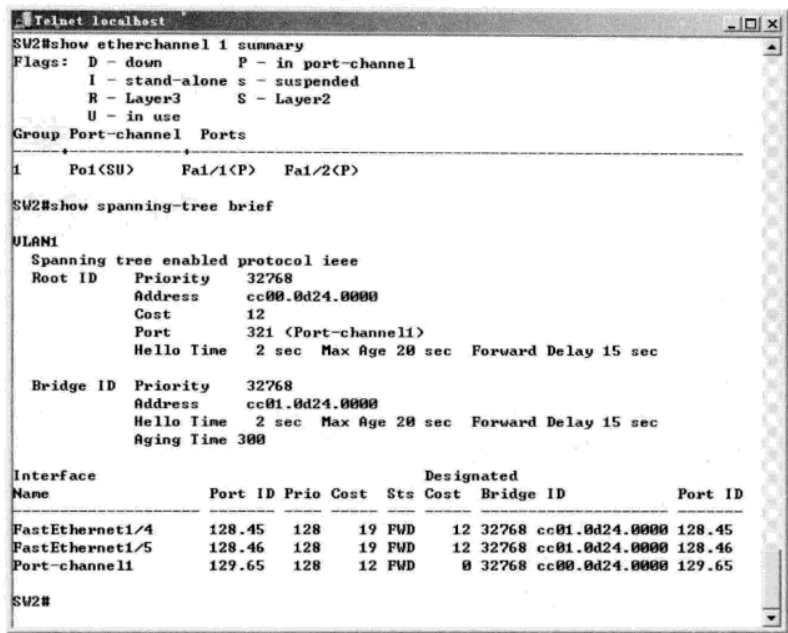 Telnet localhost
SW2#show etherchannel 1 summary
Flags:  D - down        P - in port-channel
        I - stand-alone s - suspended
        R - Layer3      S - Layer2
        U - in use
Group Port-channel  Ports
-----+------------+-----------------------------------------------------------
1     Po1(SU)     Fa1/1(P)   Fa1/2(P)
SW2#show spanning-tree brief
VLAN1
  Spanning tree enabled protocol ieee
  Root ID    Priority    32768
             Address     cc00.0d24.0000
             Cost        12
             Port        321 (Port-channel1)
             Hello Time   2 sec  Max Age 20 sec  Forward Delay 15 sec
  Bridge ID  Priority    32768
             Address     cc01.0d24.0000
             Hello Time   2 sec  Max Age 20 sec  Forward Delay 15 sec
             Aging Time 300
Interface                                   Designated
Name                 Port ID Prio Cost  Sts Cost  Bridge ID            Port ID
-------------------- ------- ---- ----- --- ----- -------------------- -------
FastEthernet1/4      128.45  128     19 FWD    12 32768 cc01.0d24.0000 128.45
FastEthernet1/5      128.46  128     19 FWD    12 32768 cc01.0d24.0000 128.46
Port-channel1        129.65  128     12 FWD     0 32768 cc00.0d24.0000 129.65
SW2#